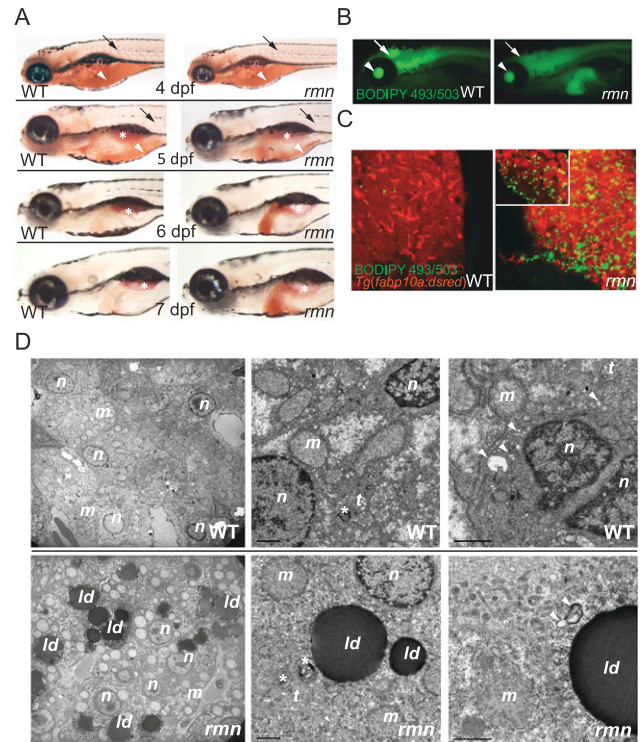 A
WT 4 dpf rmn
* *
WT 5 dpf rmn
* *
WT 6 dpf rmn
* *
WT 7 dpf rmn
B
BODIPY 493/503 WT rmn
C
BODIPY 493/503
Tg(fabp10a:dsred) WT rmn
D
n n m n m n n WT
n m n t * WT
t m n n WT
ld ld ld ld n ld n n n m ld rmn
m n ld ld * * t m rmn
ld m rmn